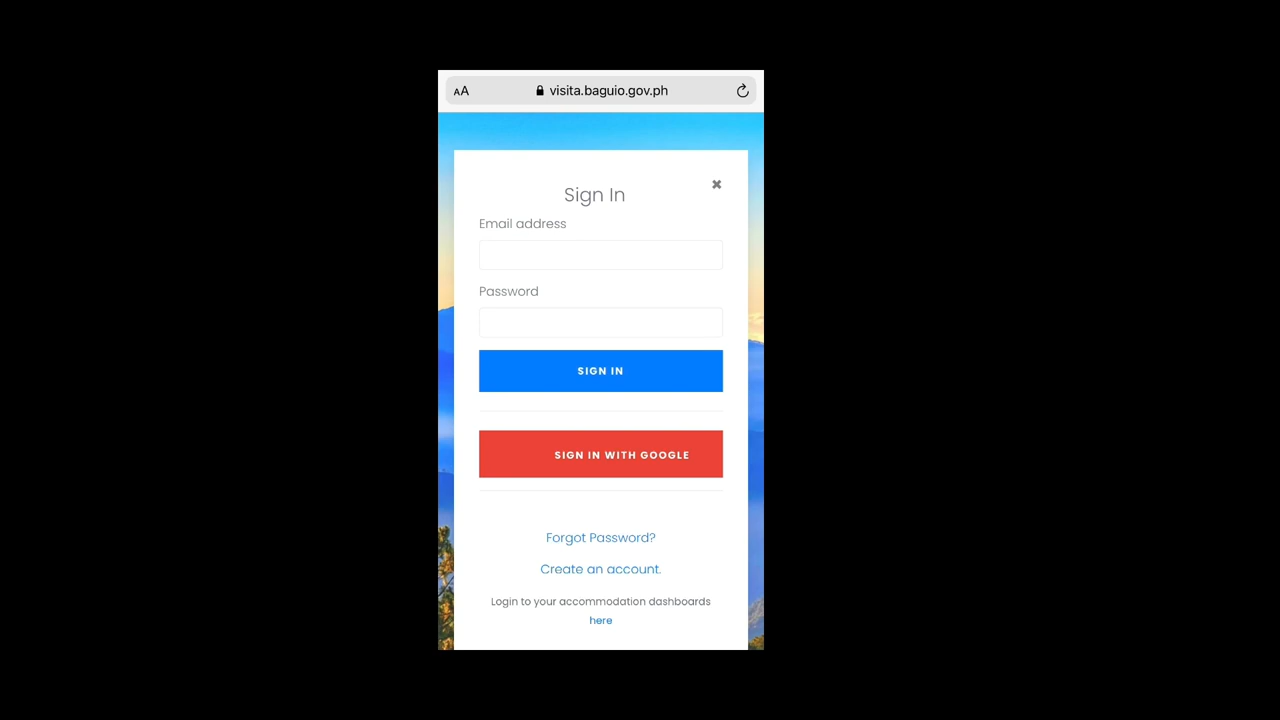 AA visita.baguio.gov.ph
Sign In
Email address
Password
SIGN IN
SIGN IN WITH GOOGLE
Forgot Password?
Create an account.
Login to your accommodation dashboards
here